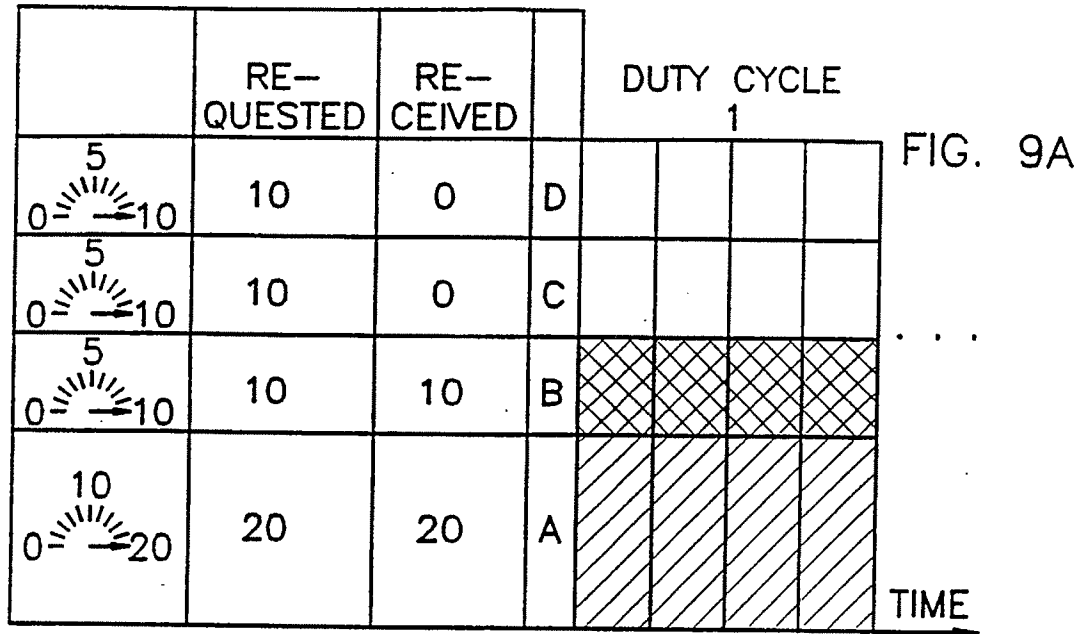 RE- RE- DUTY CYCLE
QUESTED CEIVED 1
FIG. 9A
5
0 10 10 0 D
5
0 10 10 0 C
. . .
5
0 10 10 10 B
10
0 20 20 20 A
TIME